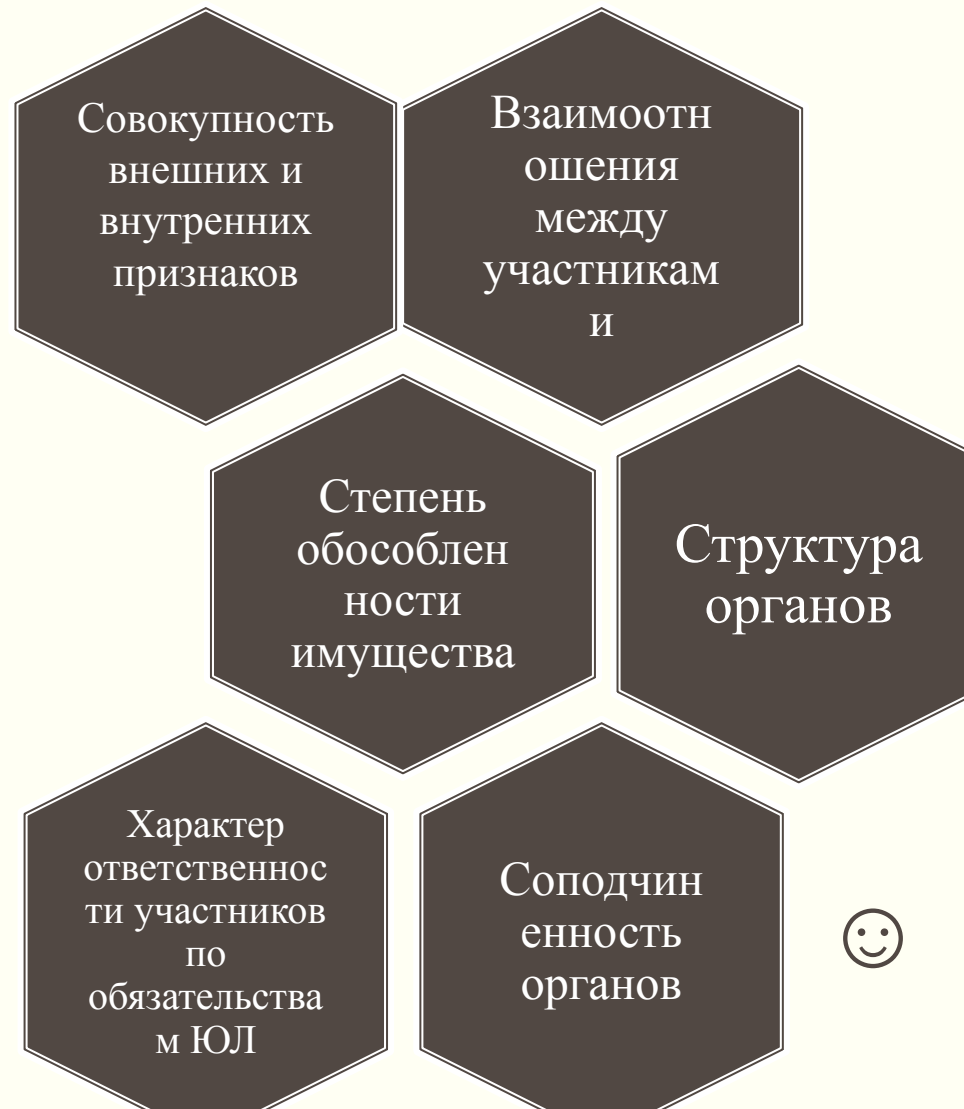 Совокупность
внешних и
внутренних
признаков
Взаимоотн
ошения
между
участникам
и
Степень
обособлен
ности
имущества
Структура
органов
Характер
ответственнос
ти участников
по
обязательства
м ЮЛ
Соподчин
енность
органов
☺